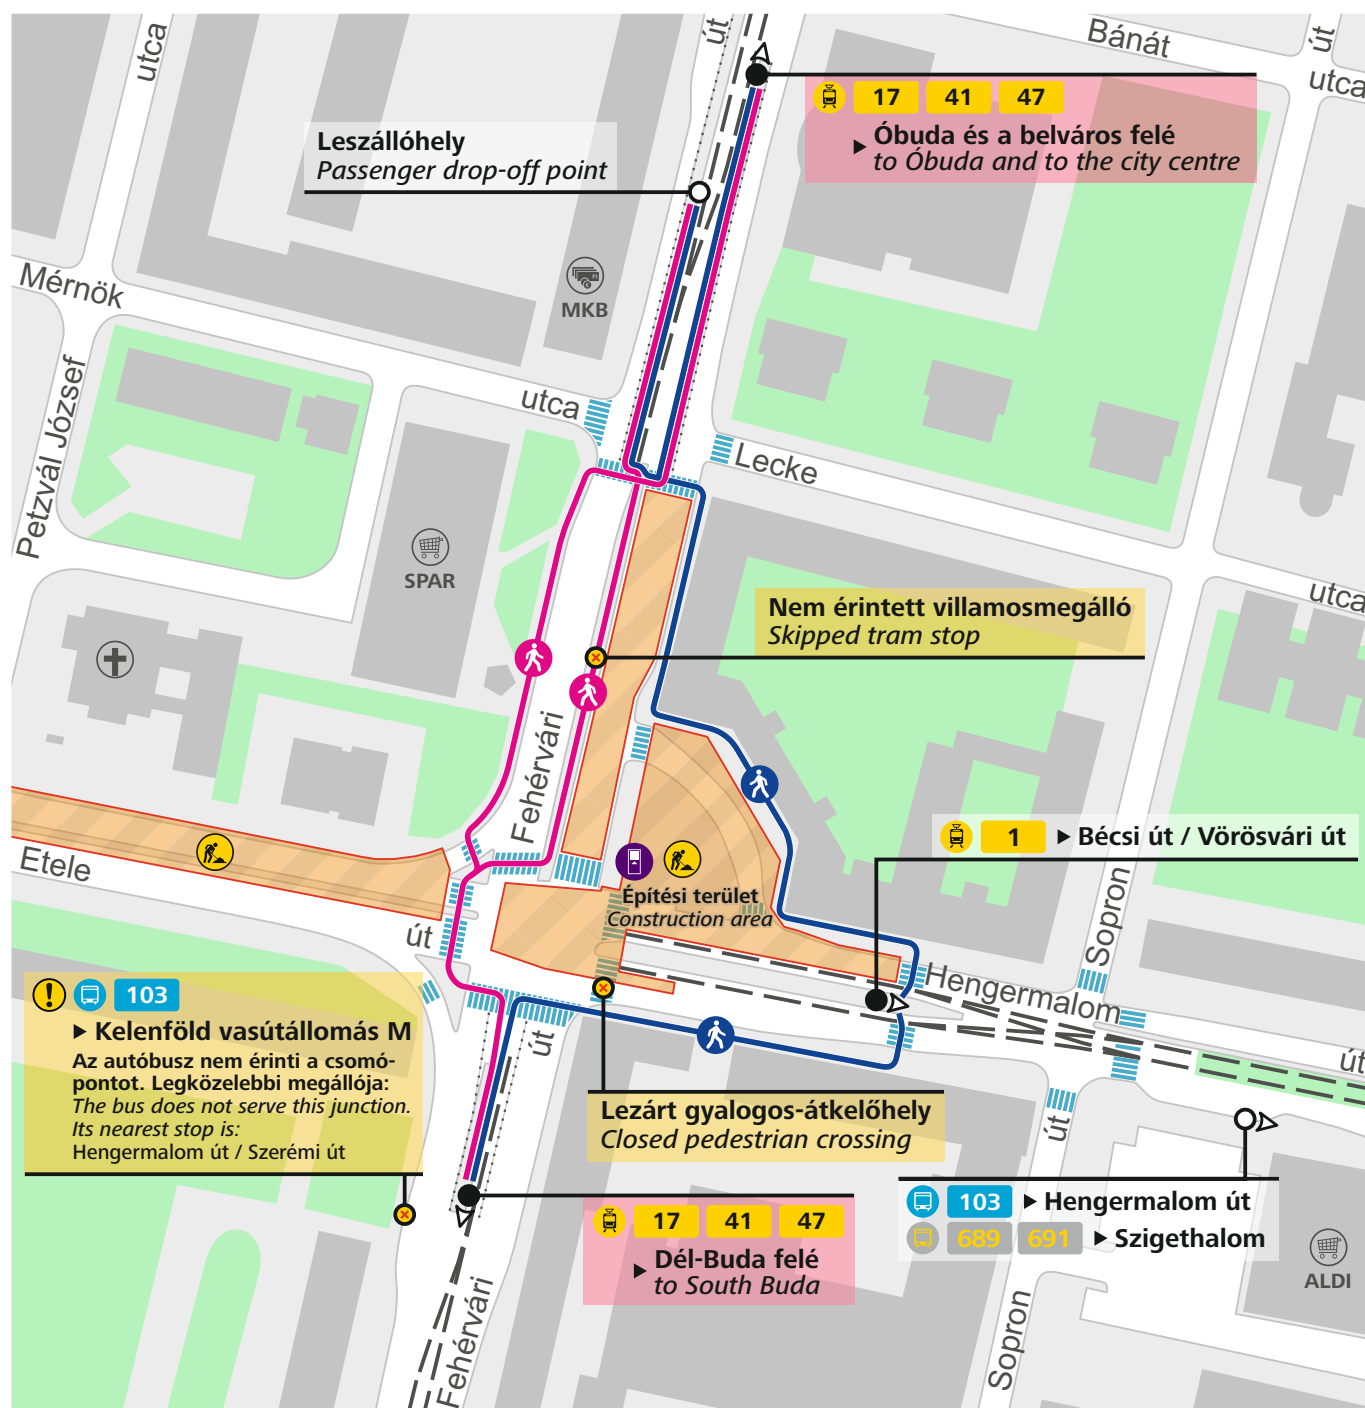 utca
út
Bánát
út
utca
17 41 47
Óbuda és a belváros felé
to Óbuda and to the city centre
Leszállóhely
Passenger drop-off point
Mérnök
utca
MKB
Petzvál József
SPAR
Lecke
utca
Nem érintett villamosmegálló
Skipped tram stop
Fehérvári
1 Bécsi út / Vörösvári út
Etele
út
Építési terület
Construction area
Sopron
Hengermalom
út
út
103
Kelenföld vasútállomás M
Az autóbusz nem érinti a csomó-
pontot. Legközelebbi megállója:
The bus does not serve this junction.
Its nearest stop is:
Hengermalom út / Szerémi út
Lezárt gyalogos-átkelőhely
Closed pedestrian crossing
út
103 Hengermalom út
689 691 Szigethalom
17 41 47
Dél-Buda felé
to South Buda
ALDI
Fehérvári
Sopron